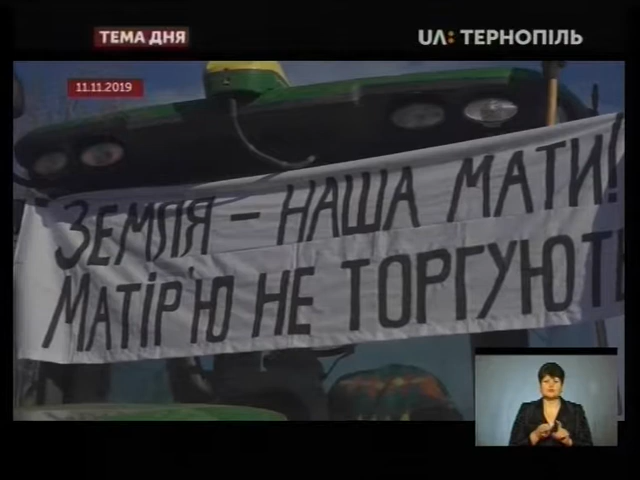 ТЕМА ДНЯ
UA: ТЕРНОПІЛЬ
11.11.2019
ЗЕМЛЯ – НАША МАТИ!
МАТІР'Ю НЕ ТОРГУЮТЬ